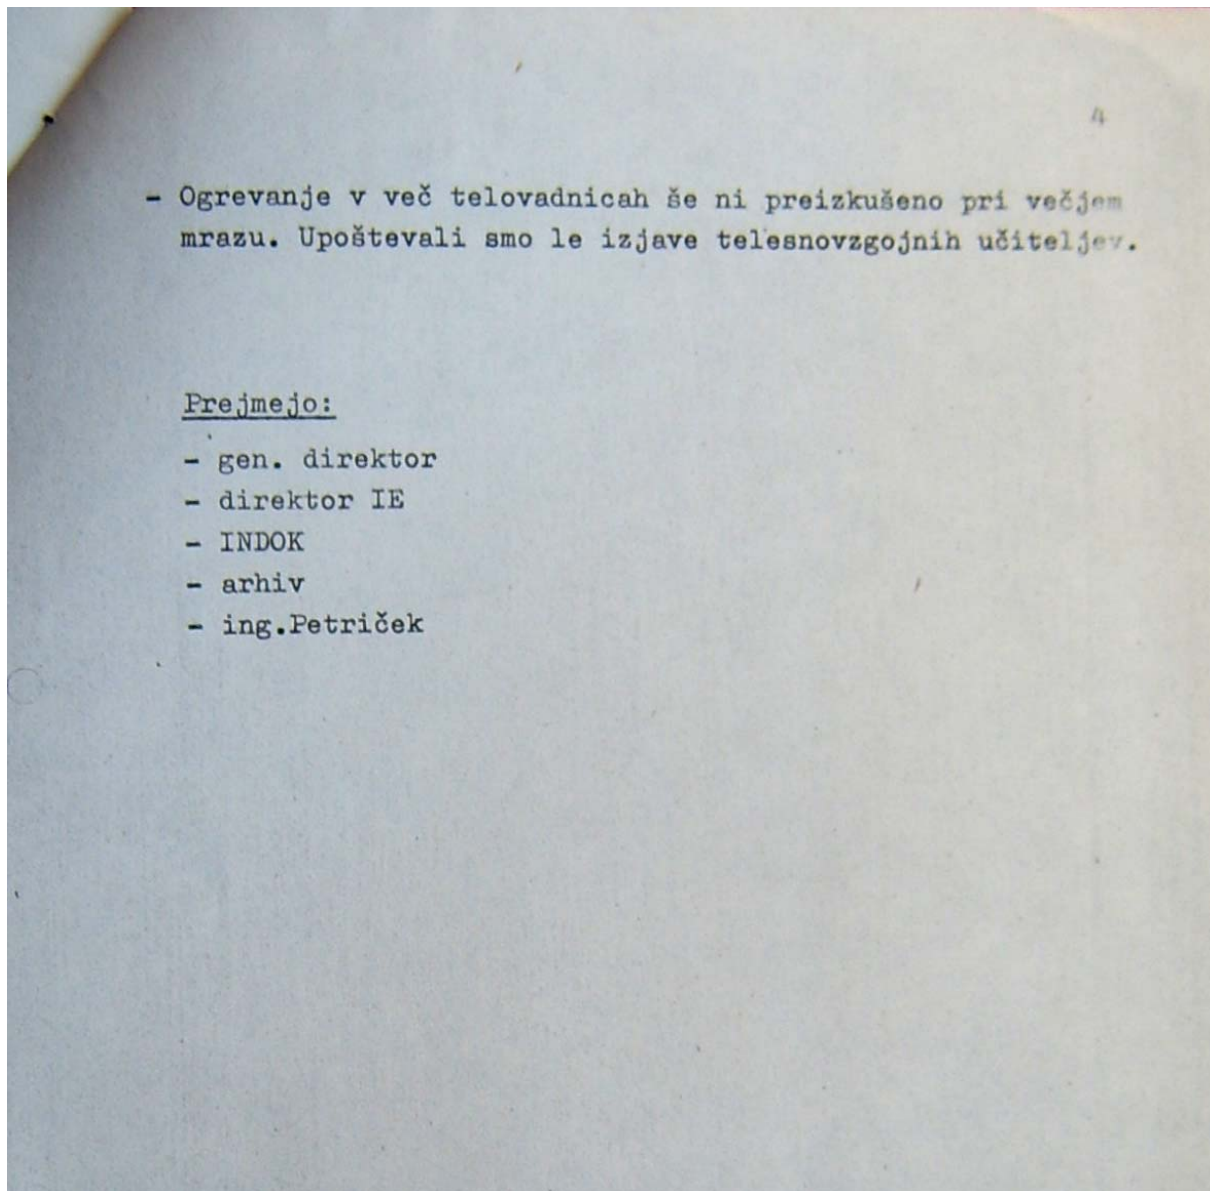 4
- Ogrevanje v več telovadnicah še ni preizkušeno pri večjem
mrazu. Upoštevali smo le izjave telesnovzgojnih učiteljev.
Prejmejo:
- gen. direktor
- direktor IE
- INDOK
- arhiv
- ing.Petriček